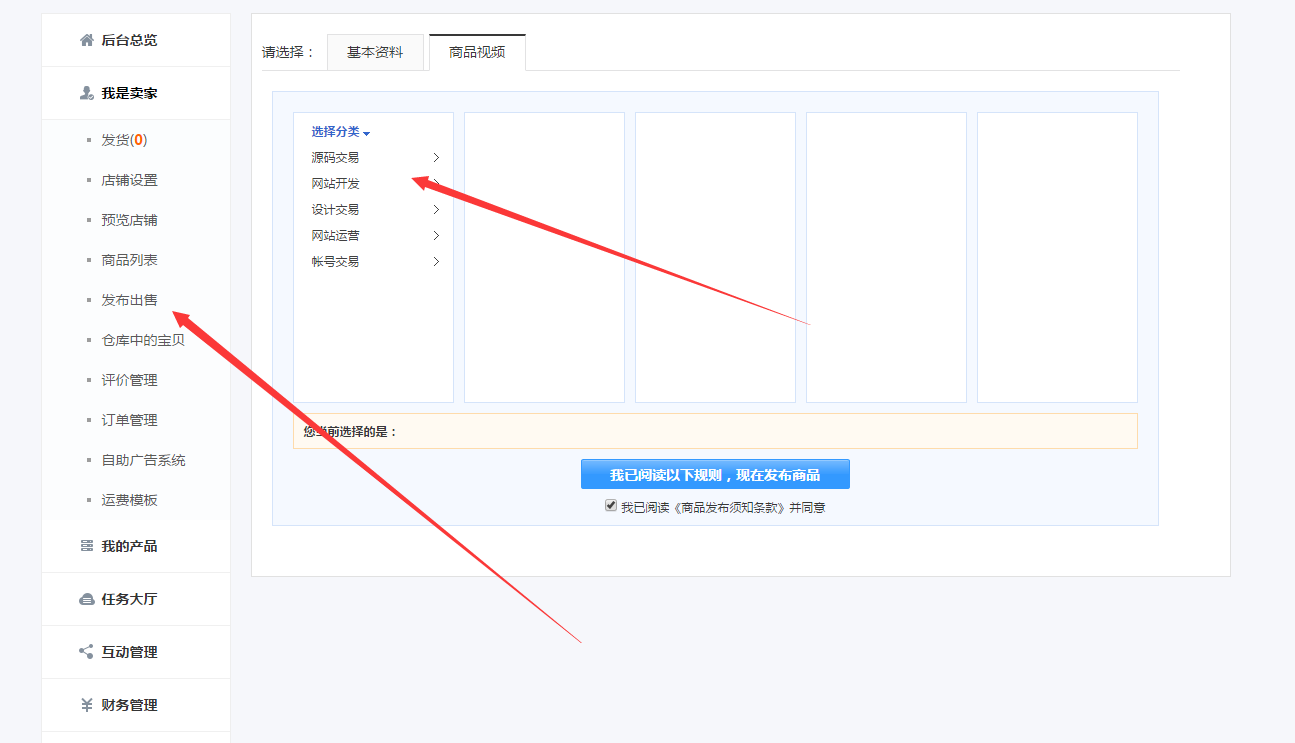 后台总览
我是卖家
发货(0)
店铺设置
预览店铺
商品列表
发布出售
仓库中的宝贝
评价管理
订单管理
自助广告系统
运费模板
我的产品
任务大厅
互动管理
财务管理
请选择： 基本资料 商品视频
选择分类
源码交易
网站开发
设计交易
网站运营
帐号交易
您当前选择的是：
我已阅读以下规则，现在发布商品
我已阅读《商品发布须知条款》并同意